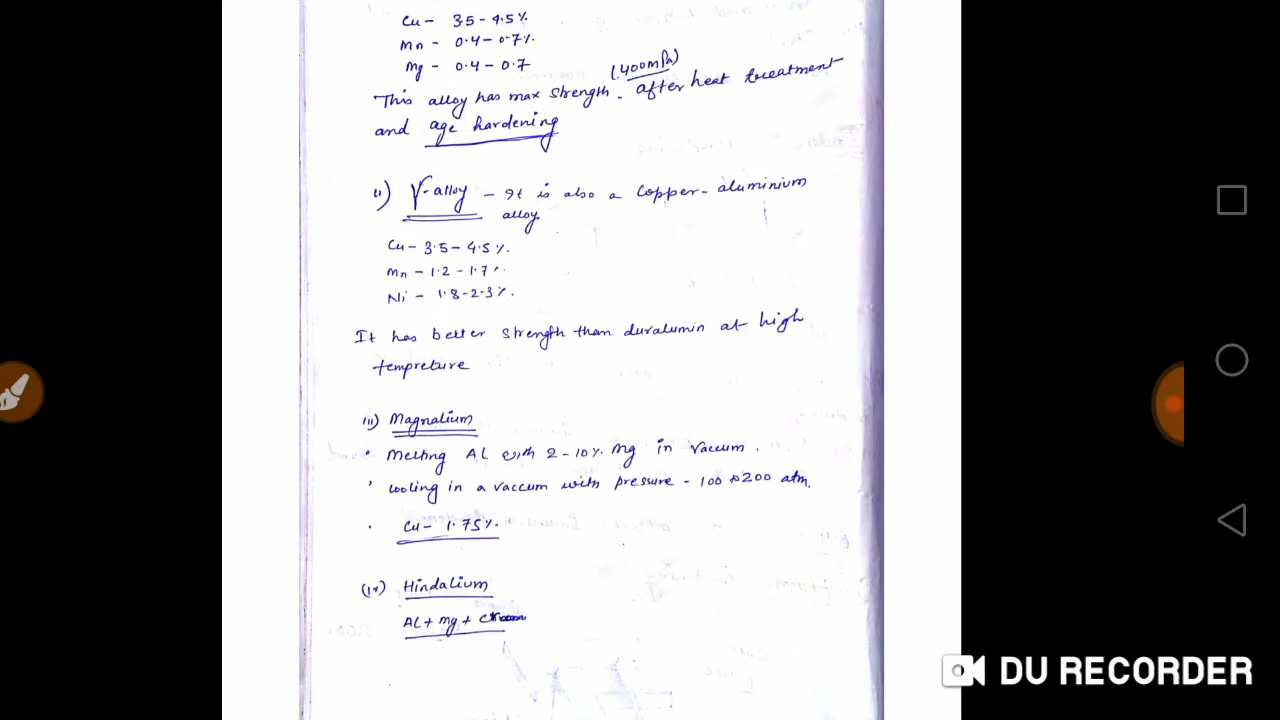 Cu - 3.5 - 4.5%
Mn - 0.4 - 0.7%.
Mg - 0.4 - 0.7
(400MPa)
This alloy has max strength. after heat treatment
and age hardening
ii) Y-alloy - It is also a Copper-aluminium
alloy.
Cu - 3.5 - 4.5%.
Mn - 1.2 - 1.7%
Ni - 1.8 - 2.3%.
It has better strength than duralumin at high
tempreture
iii) Magnalium
• Melting AL with 2 - 10% Mg in vaccum.
• Cooling in a vaccum with pressure - 100 to 200 atm.
• Cu - 1.75%.
(iv) Hindalium
AL + Mg +
DU RECORDER